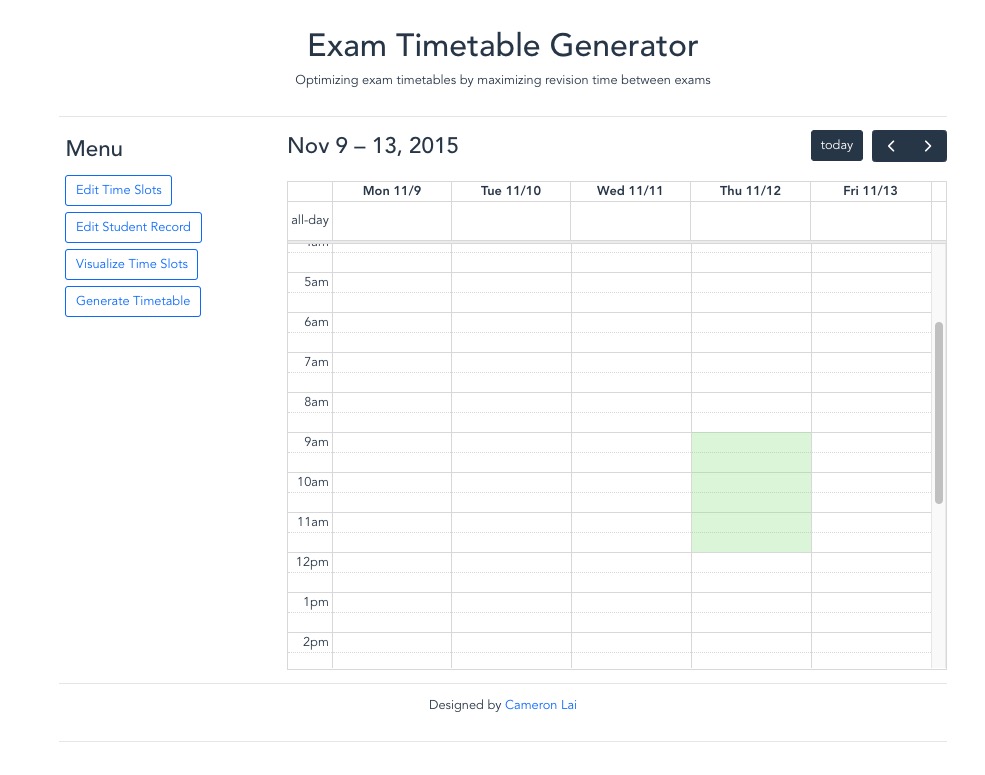 Exam Timetable Generator
Optimizing exam timetables by maximizing revision time between exams
Menu
Edit Time Slots
Edit Student Record
Visualize Time Slots
Generate Timetable
Nov 9 – 13, 2015
today
Mon 11/9 Tue 11/10 Wed 11/11 Thu 11/12 Fri 11/13
all-day
5am
6am
7am
8am
9am
10am
11am
12pm
1pm
2pm
Designed by Cameron Lai